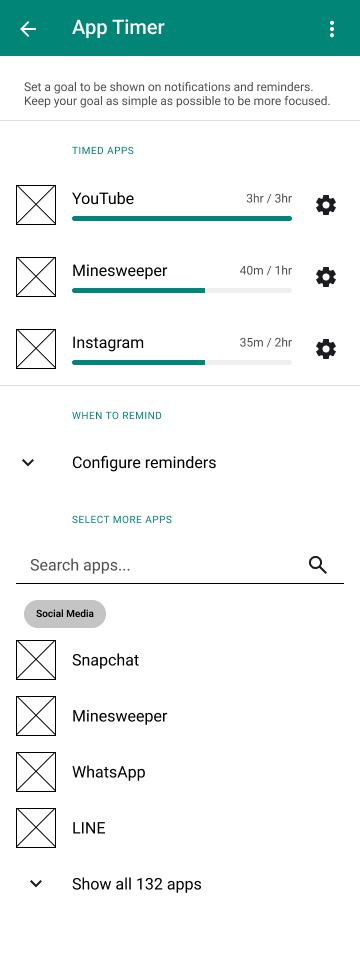 App Timer
Set a goal to be shown on notifications and reminders.
Keep your goal as simple as possible to be more focused.
TIMED APPS
YouTube
3hr / 3hr
Minesweeper
40m / 1hr
Instagram
35m / 2hr
WHEN TO REMIND
Configure reminders
SELECT MORE APPS
Search apps...
Social Media
Snapchat
Minesweeper
WhatsApp
LINE
Show all 132 apps